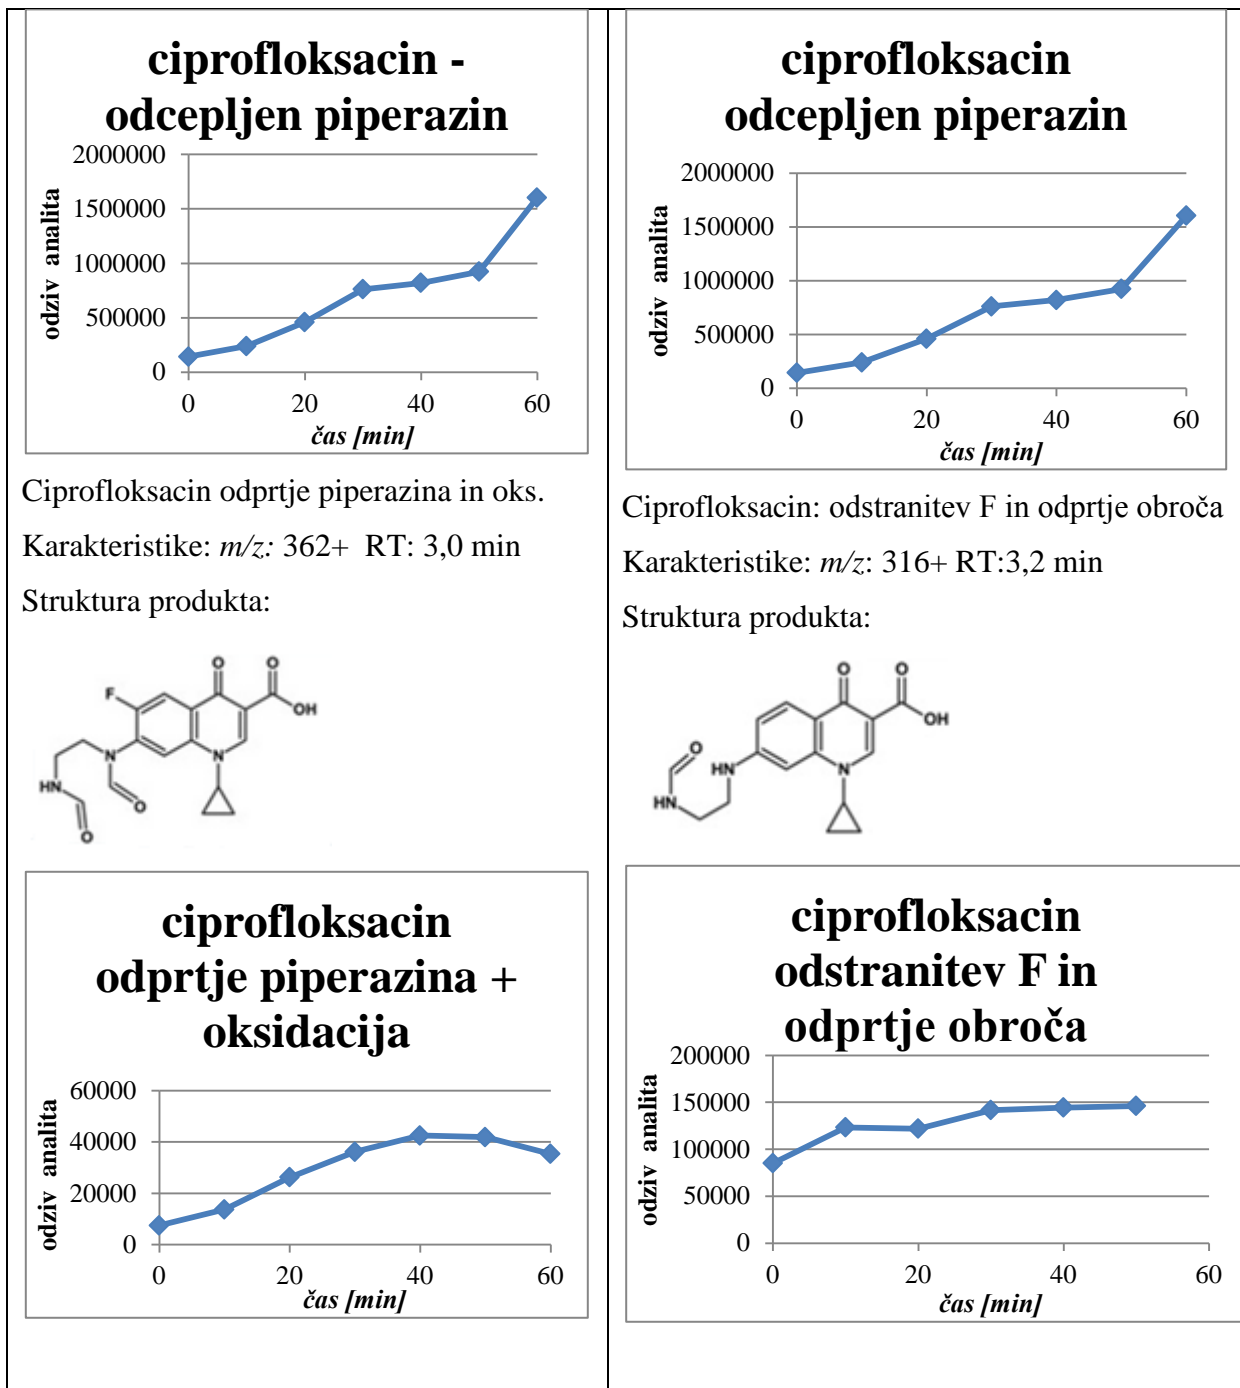 ciprofloksacin -
odcepljen piperazin
2000000
1500000
1000000
500000
0
odziv analita
0 20 40 60
čas [min]
Ciprofloksacin odprtje piperazina in oks.
Karakteristike: m/z: 362+ RT: 3,0 min
Struktura produkta:
O O
F
OH
N
N
HN
O
O
ciprofloksacin
odprtje piperazina +
oksidacija
60000
40000
20000
0
odziv analita
0 20 40 60
čas [min]
ciprofloksacin
odcepljen piperazin
2000000
1500000
1000000
500000
0
odziv analita
0 20 40 60
čas [min]
Ciprofloksacin: odstranitev F in odprtje obroča
Karakteristike: m/z: 316+ RT:3,2 min
Struktura produkta:
O O
OH
O
HN
N
HN
ciprofloksacin
odstranitev F in
odprtje obroča
200000
150000
100000
50000
0
odziv analita
0 20 40 60
čas [min]